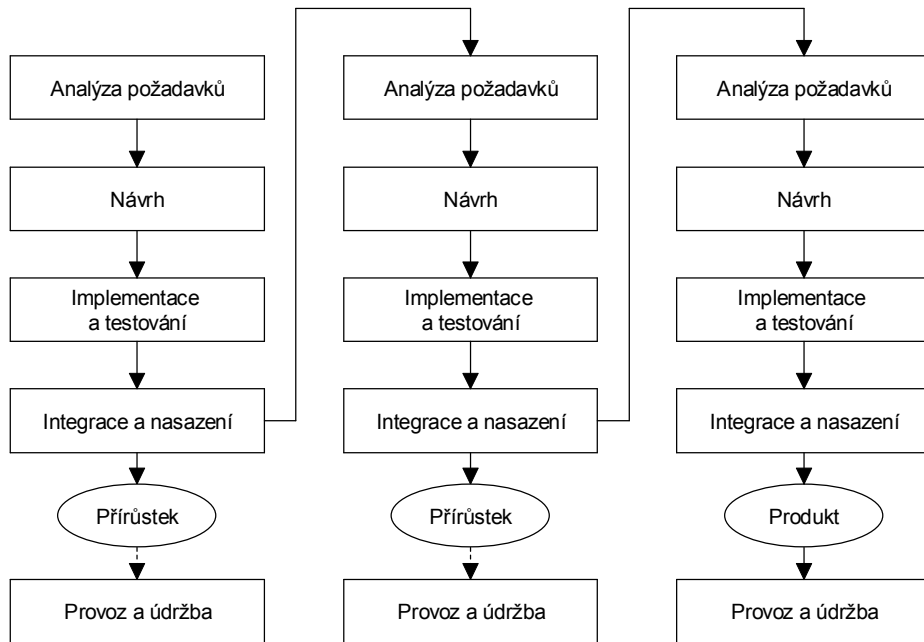 Analýza požadavků
Návrh
Implementace
a testování
Integrace a nasazení
Přírůstek
Provoz a údržba
Analýza požadavků
Návrh
Implementace
a testování
Integrace a nasazení
Přírůstek
Provoz a údržba
Analýza požadavků
Návrh
Implementace
a testování
Integrace a nasazení
Produkt
Provoz a údržba